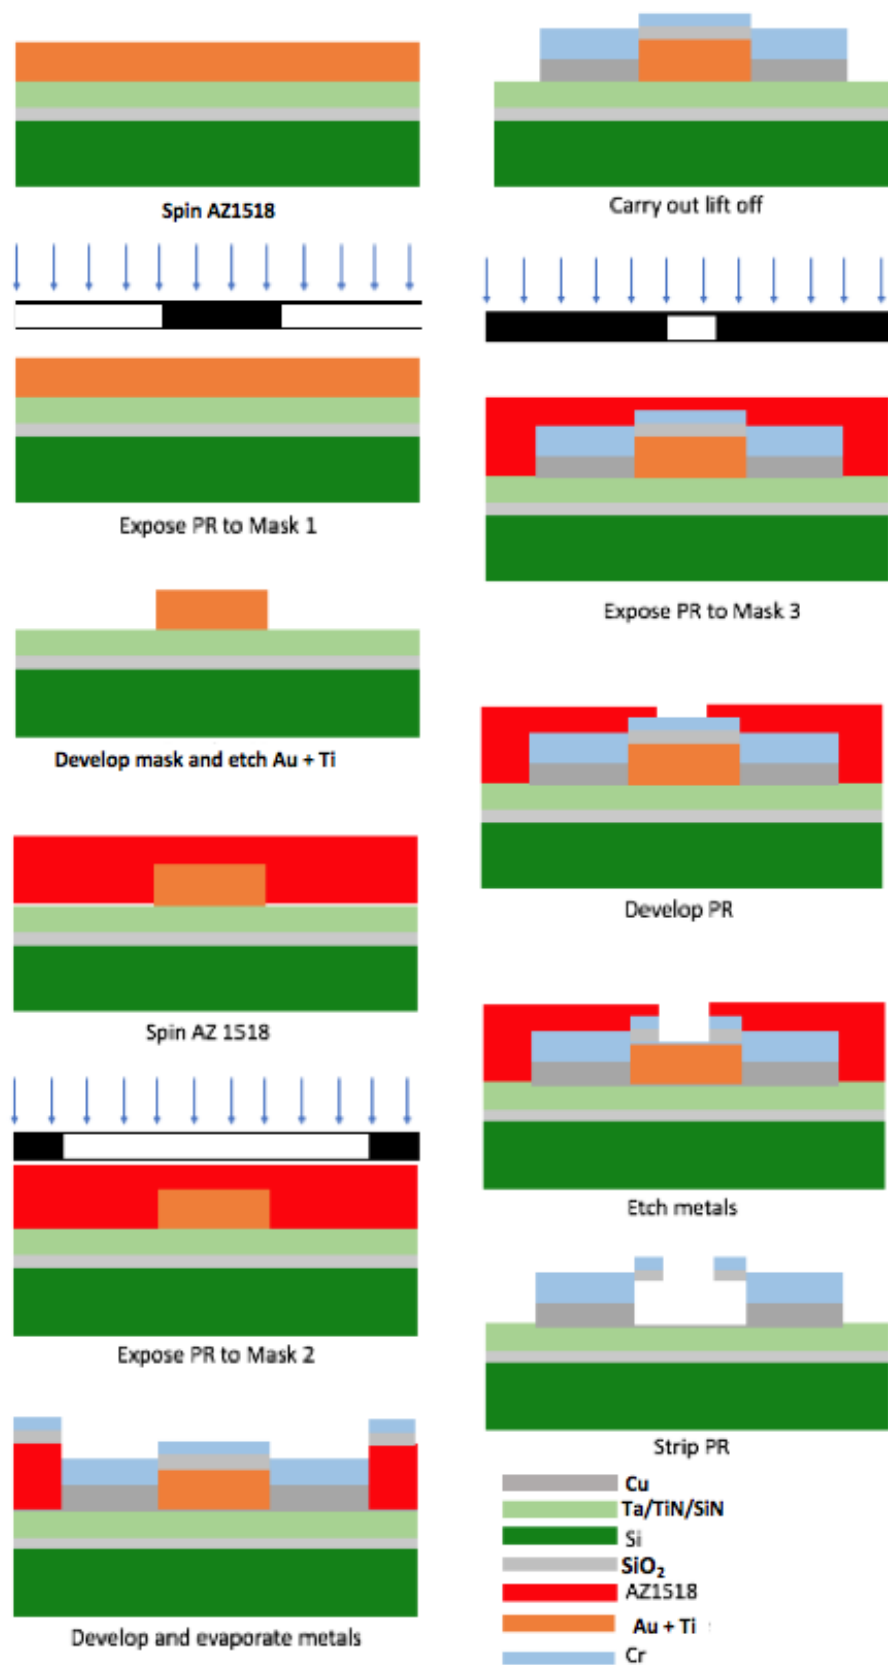 Spin AZ1518
Expose PR to Mask 1
Develop mask and etch Au + Ti
Spin AZ 1518
Expose PR to Mask 2
Develop and evaporate metals
Carry out lift off
Expose PR to Mask 3
Develop PR
Etch metals
Strip PR
Cu
Ta/TiN/SiN
Si
SiO₂
AZ1518
Au + Ti
Cr